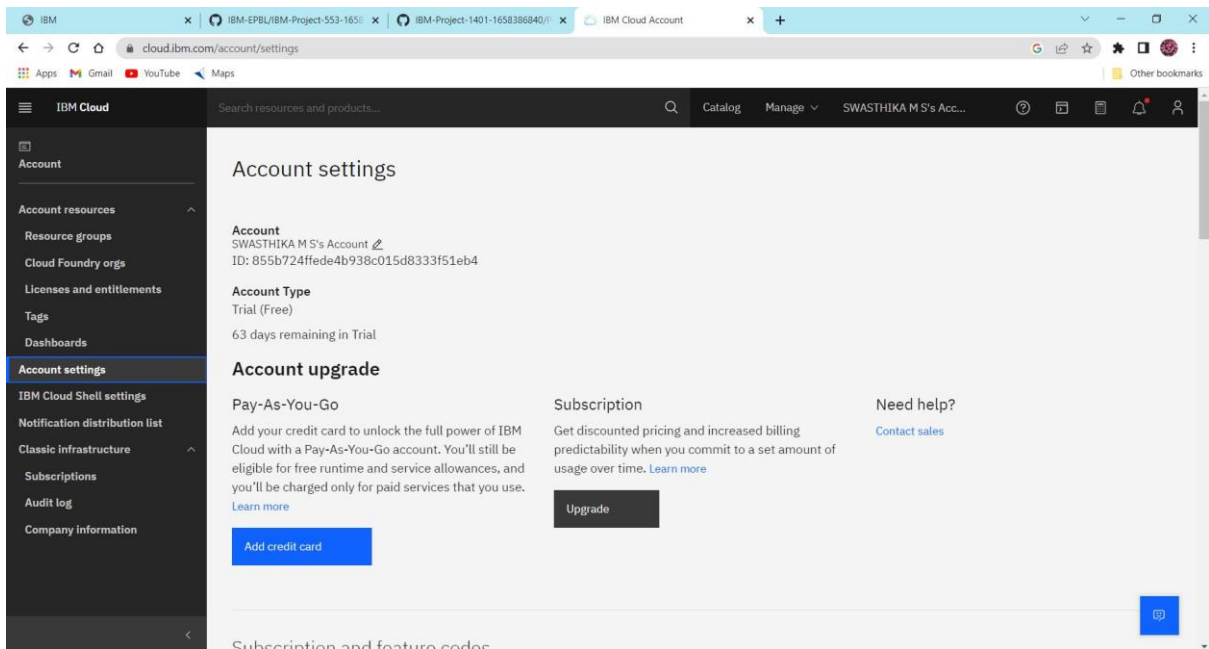 IBM
IBM-EPBL/IBM-Project-553-1658
IBM-Project-1401-1658386840/
IBM Cloud Account
cloud.ibm.com/account/settings
Apps
Gmail
YouTube
Maps
Other bookmarks
IBM Cloud
Search resources and products...
Catalog
Manage
SWASTHIKA M S's Acc...
Account
Account resources
Resource groups
Cloud Foundry orgs
Licenses and entitlements
Tags
Dashboards
Account settings
IBM Cloud Shell settings
Notification distribution list
Classic infrastructure
Subscriptions
Audit log
Company information
Account settings
Account
SWASTHIKA M S's Account
ID: 855b724ffede4b938c015d8333f51eb4
Account Type
Trial (Free)
63 days remaining in Trial
Account upgrade
Pay-As-You-Go
Add your credit card to unlock the full power of IBM
Cloud with a Pay-As-You-Go account. You'll still be
eligible for free runtime and service allowances, and
you'll be charged only for paid services that you use.
Learn more
Add credit card
Subscription
Get discounted pricing and increased billing
predictability when you commit to a set amount of
usage over time. Learn more
Upgrade
Need help?
Contact sales
Subscription and feature codes